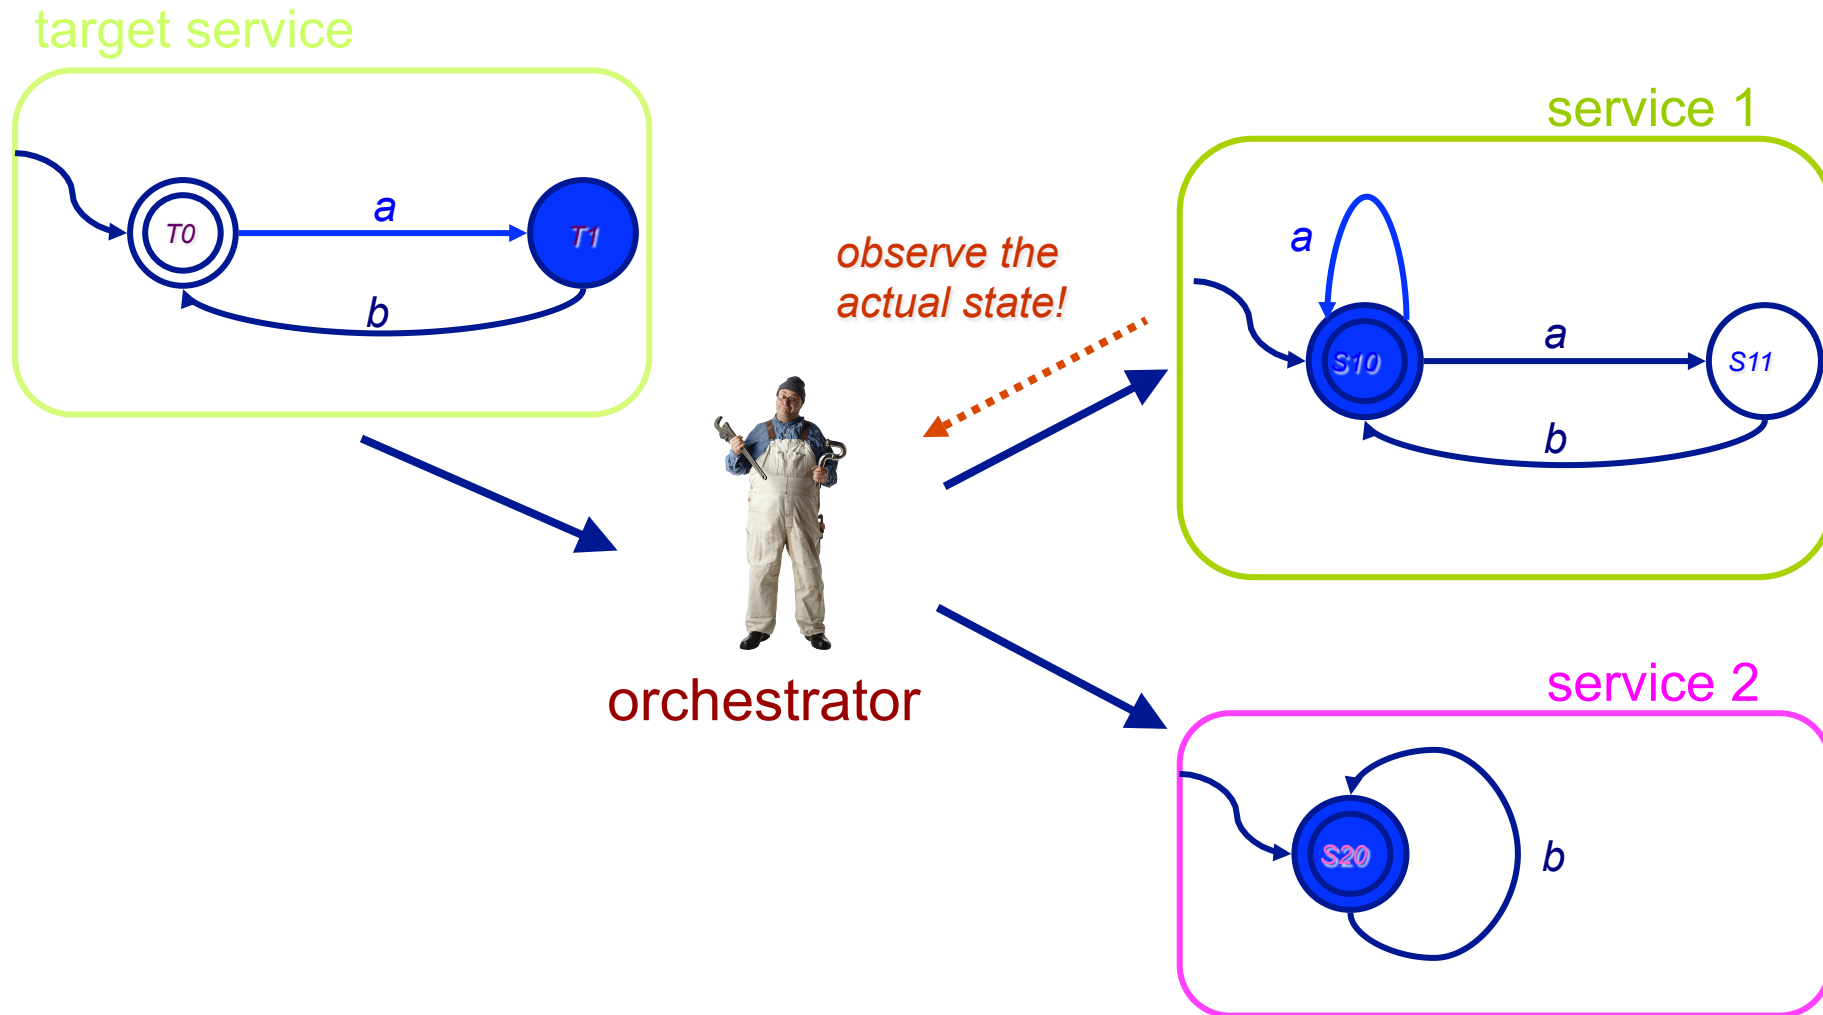 target service
T0
a
T1
b
observe the
actual state!
orchestrator
service 1
a
S10
a
S11
b
service 2
S20
b